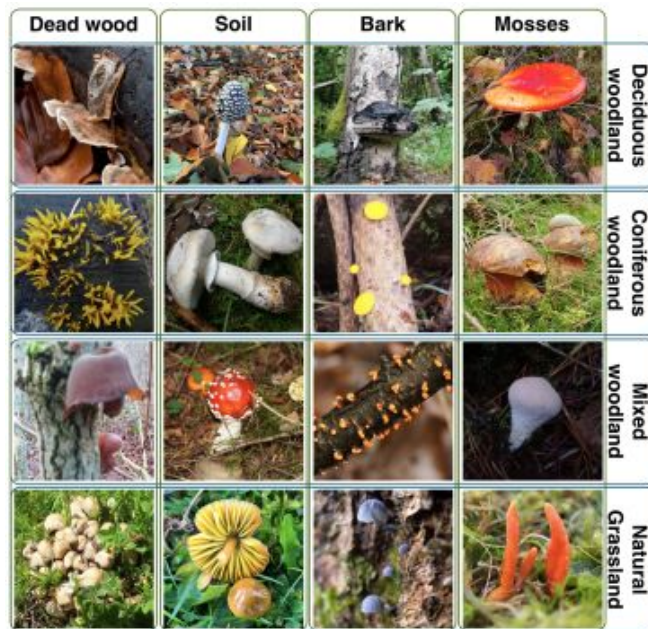 Dead wood
Soil
Bark
Mosses
Deciduous
woodland
Coniferous
woodland
Mixed
woodland
Natural
Grassland